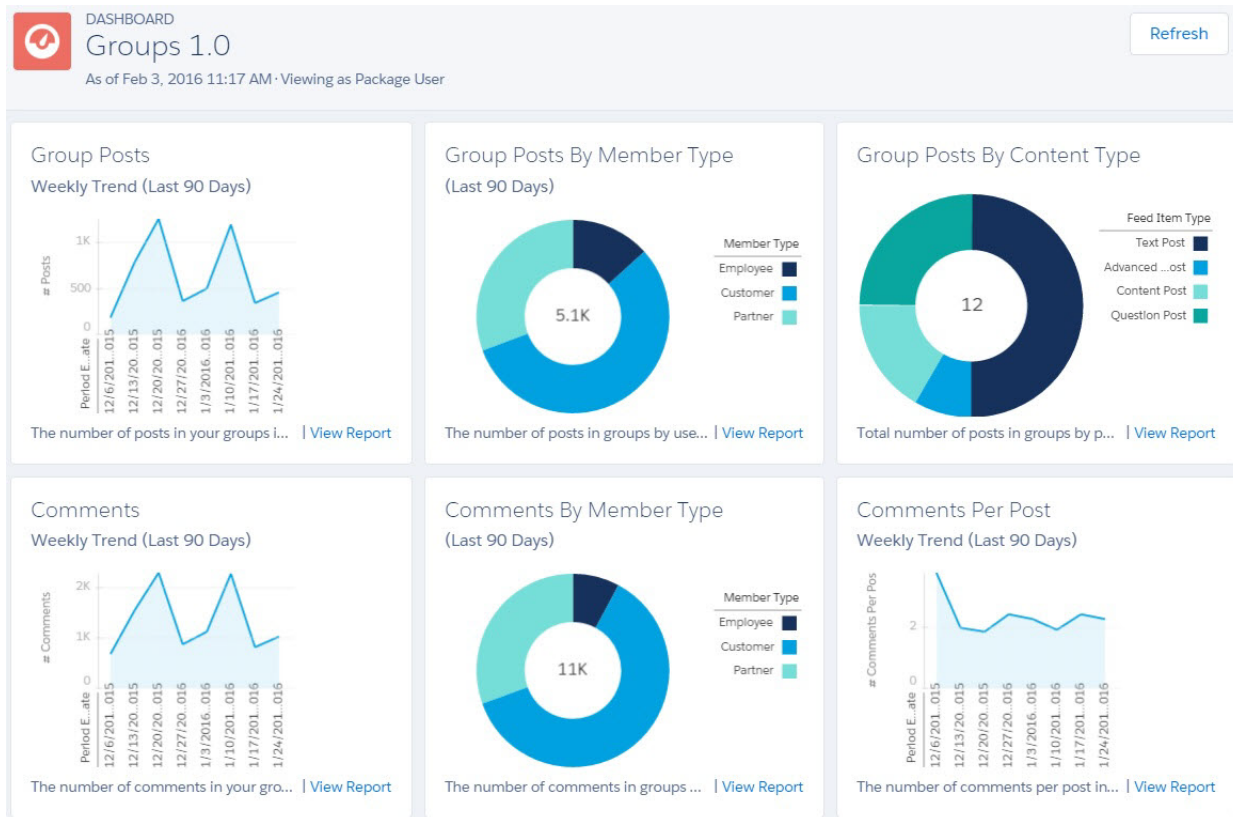 DASHBOARD
Groups 1.0
As of Feb 3, 2016 11:17 AM · Viewing as Package User
Refresh
Group Posts
Weekly Trend (Last 90 Days)
# Posts
1K
500
0
Period E...ate
12/6/201...015
12/13/20...015
12/20/20...015
12/27/20...016
1/3/2016...016
1/10/201...016
1/17/201...016
1/24/201...016
The number of posts in your groups i... | View Report
Group Posts By Member Type
(Last 90 Days)
5.1K
Member Type
Employee
Customer
Partner
The number of posts in groups by use... | View Report
Group Posts By Content Type
12
Feed Item Type
Text Post
Advanced ...ost
Content Post
Question Post
Total number of posts in groups by p... | View Report
Comments
Weekly Trend (Last 90 Days)
# Comments
2K
1K
0
Period E...ate
12/6/201...015
12/13/20...015
12/20/20...015
12/27/20...016
1/3/2016...016
1/10/201...016
1/17/201...016
1/24/201...016
The number of comments in your gro... | View Report
Comments By Member Type
(Last 90 Days)
11K
Member Type
Employee
Customer
Partner
The number of comments in groups ... | View Report
Comments Per Post
Weekly Trend (Last 90 Days)
# Comments Per Pos
2
0
Period E...ate
12/6/201...015
12/13/20...015
12/20/20...015
12/27/20...016
1/3/2016...016
1/10/201...016
1/17/201...016
1/24/201...016
The number of comments per post in... | View Report